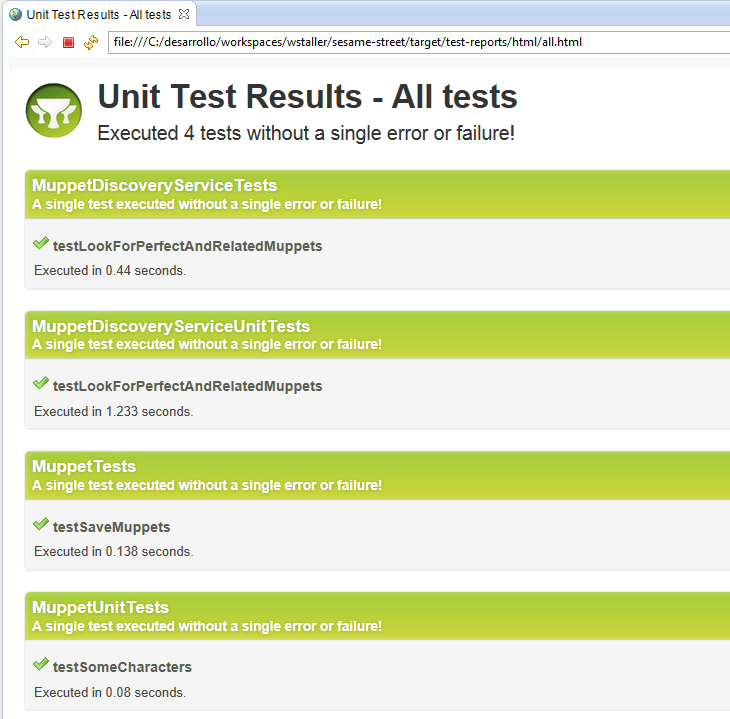 Unit Test Results - All tests
file:///C:/desarrollo/workspaces/wstaller/sesame-street/target/test-reports/html/all.html
Unit Test Results - All tests
Executed 4 tests without a single error or failure!
MuppetDiscoveryServiceTests
A single test executed without a single error or failure!
testLookForPerfectAndRelatedMuppets
Executed in 0.44 seconds.
MuppetDiscoveryServiceUnitTests
A single test executed without a single error or failure!
testLookForPerfectAndRelatedMuppets
Executed in 1.233 seconds.
MuppetTests
A single test executed without a single error or failure!
testSaveMuppets
Executed in 0.138 seconds.
MuppetUnitTests
A single test executed without a single error or failure!
testSomeCharacters
Executed in 0.08 seconds.